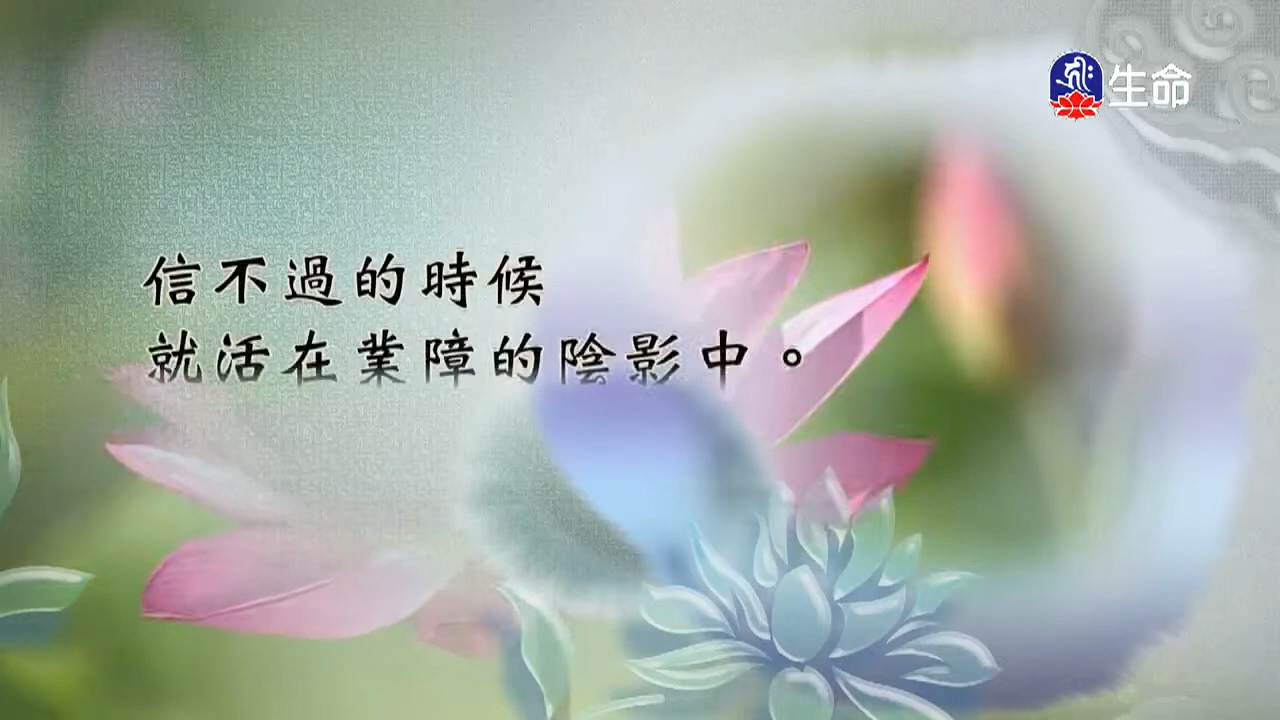 生命
信不過的時候
就活在業障的陰影中。